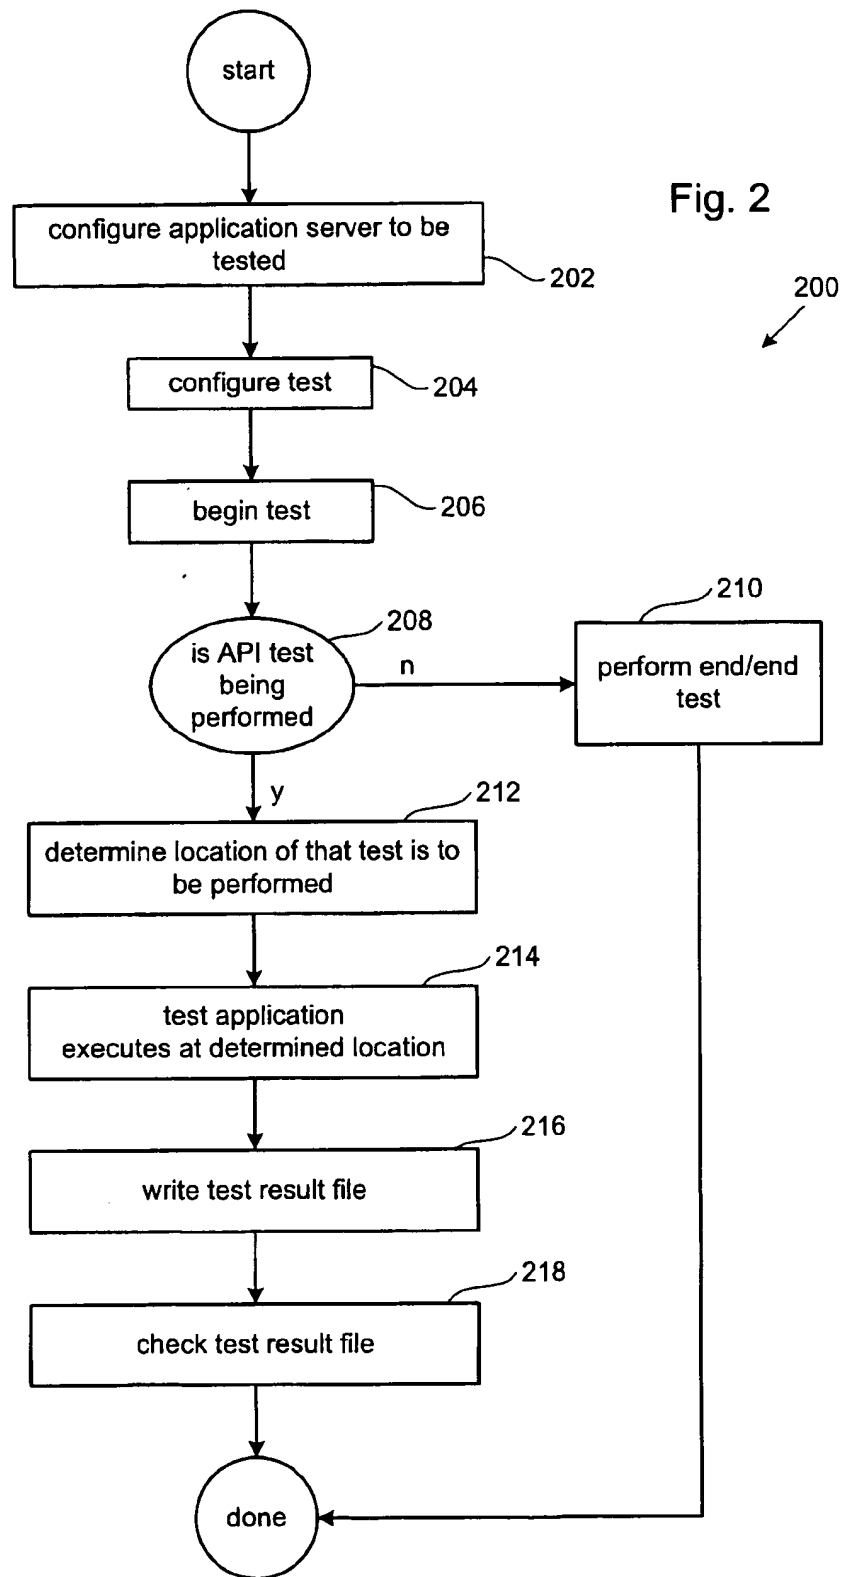 start
Fig. 2
configure application server to be
tested
202
200
configure test
204
begin test
206
208
is API test
being
performed
n
210
perform end/end
test
y
212
determine location of that test is to
be performed
214
test application
executes at determined location
216
write test result file
218
check test result file
done